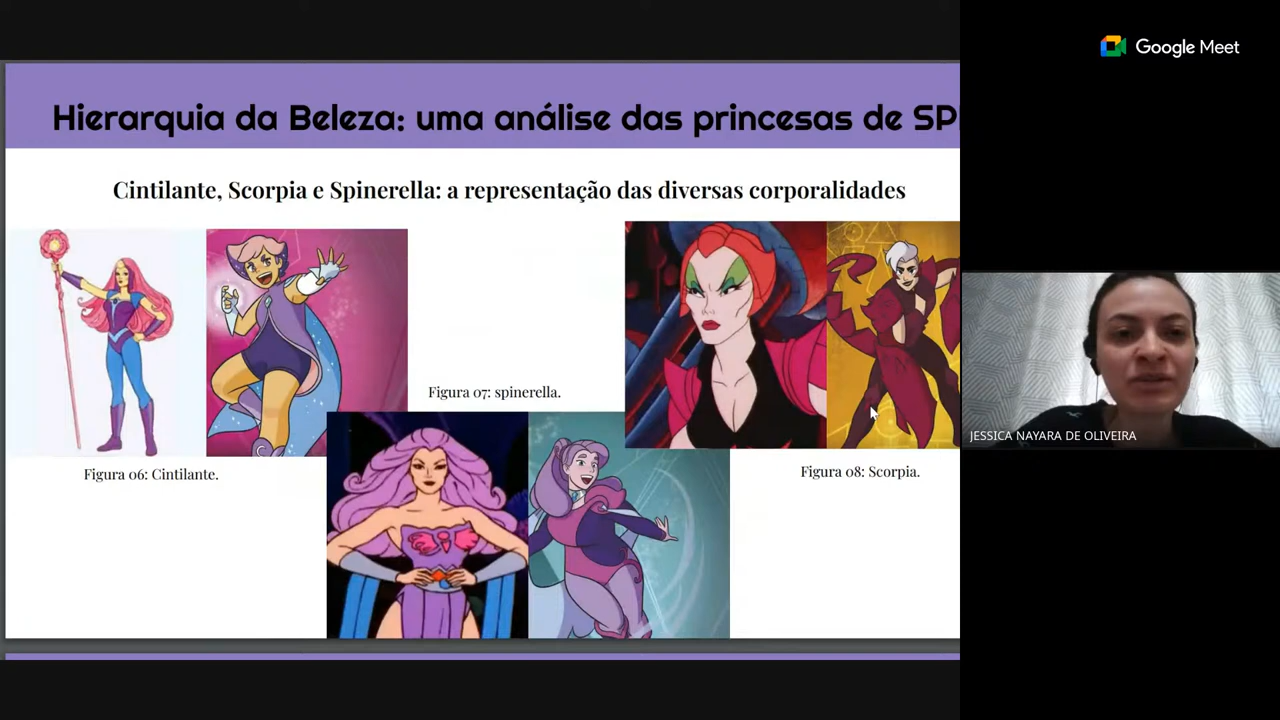 Google Meet
Hierarquia da Beleza: uma análise das princesas de SP
Cintilante, Scorpia e Spinerella: a representação das diversas corporalidades
Figura 07: spinerella.
Figura 06: Cintilante.
Figura 08: Scorpia.
JESSICA NAYARA DE OLIVEIRA